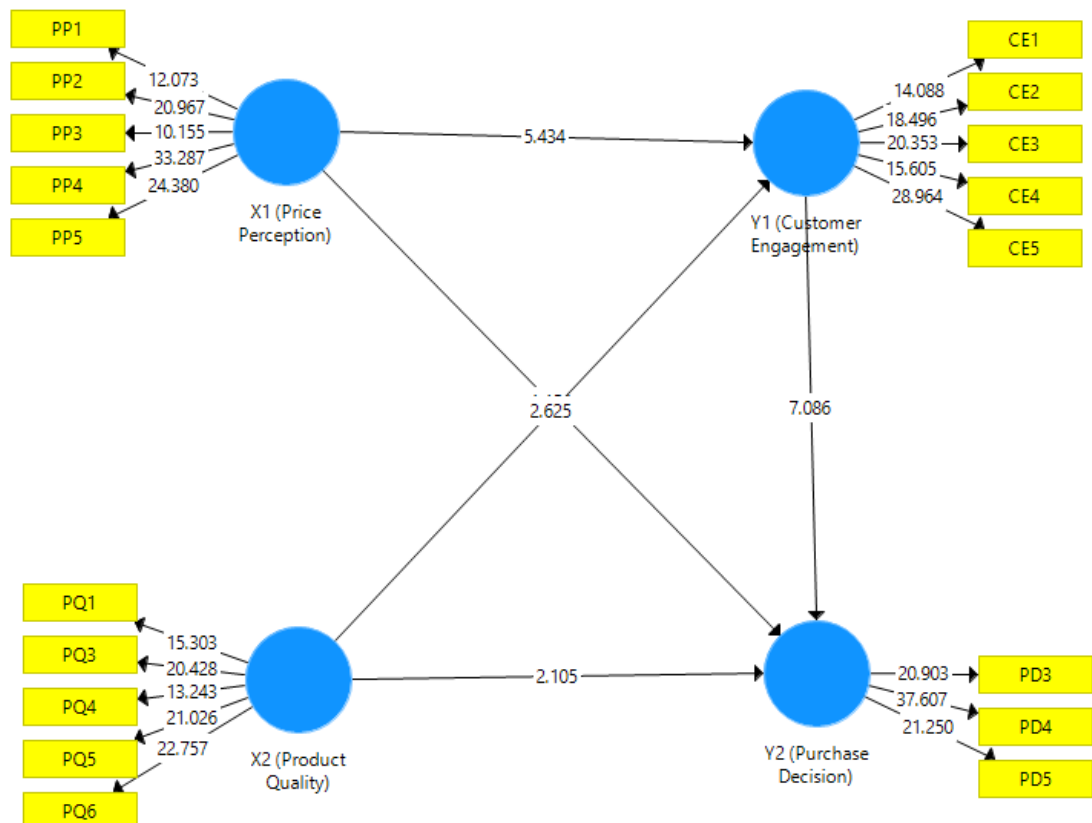 PP1
PP2
PP3
PP4
PP5
12.073
20.967
10.155
33.287
24.380
X1 (Price
Perception)
5.434
CE1
CE2
CE3
CE4
CE5
14.088
18.496
20.353
15.605
28.964
Y1 (Customer
Engagement)
2.625
7.086
PQ1
PQ3
PQ4
PQ5
PQ6
15.303
20.428
13.243
21.026
22.757
X2 (Product
Quality)
2.105
Y2 (Purchase
Decision)
20.903
37.607
21.250
PD3
PD4
PD5